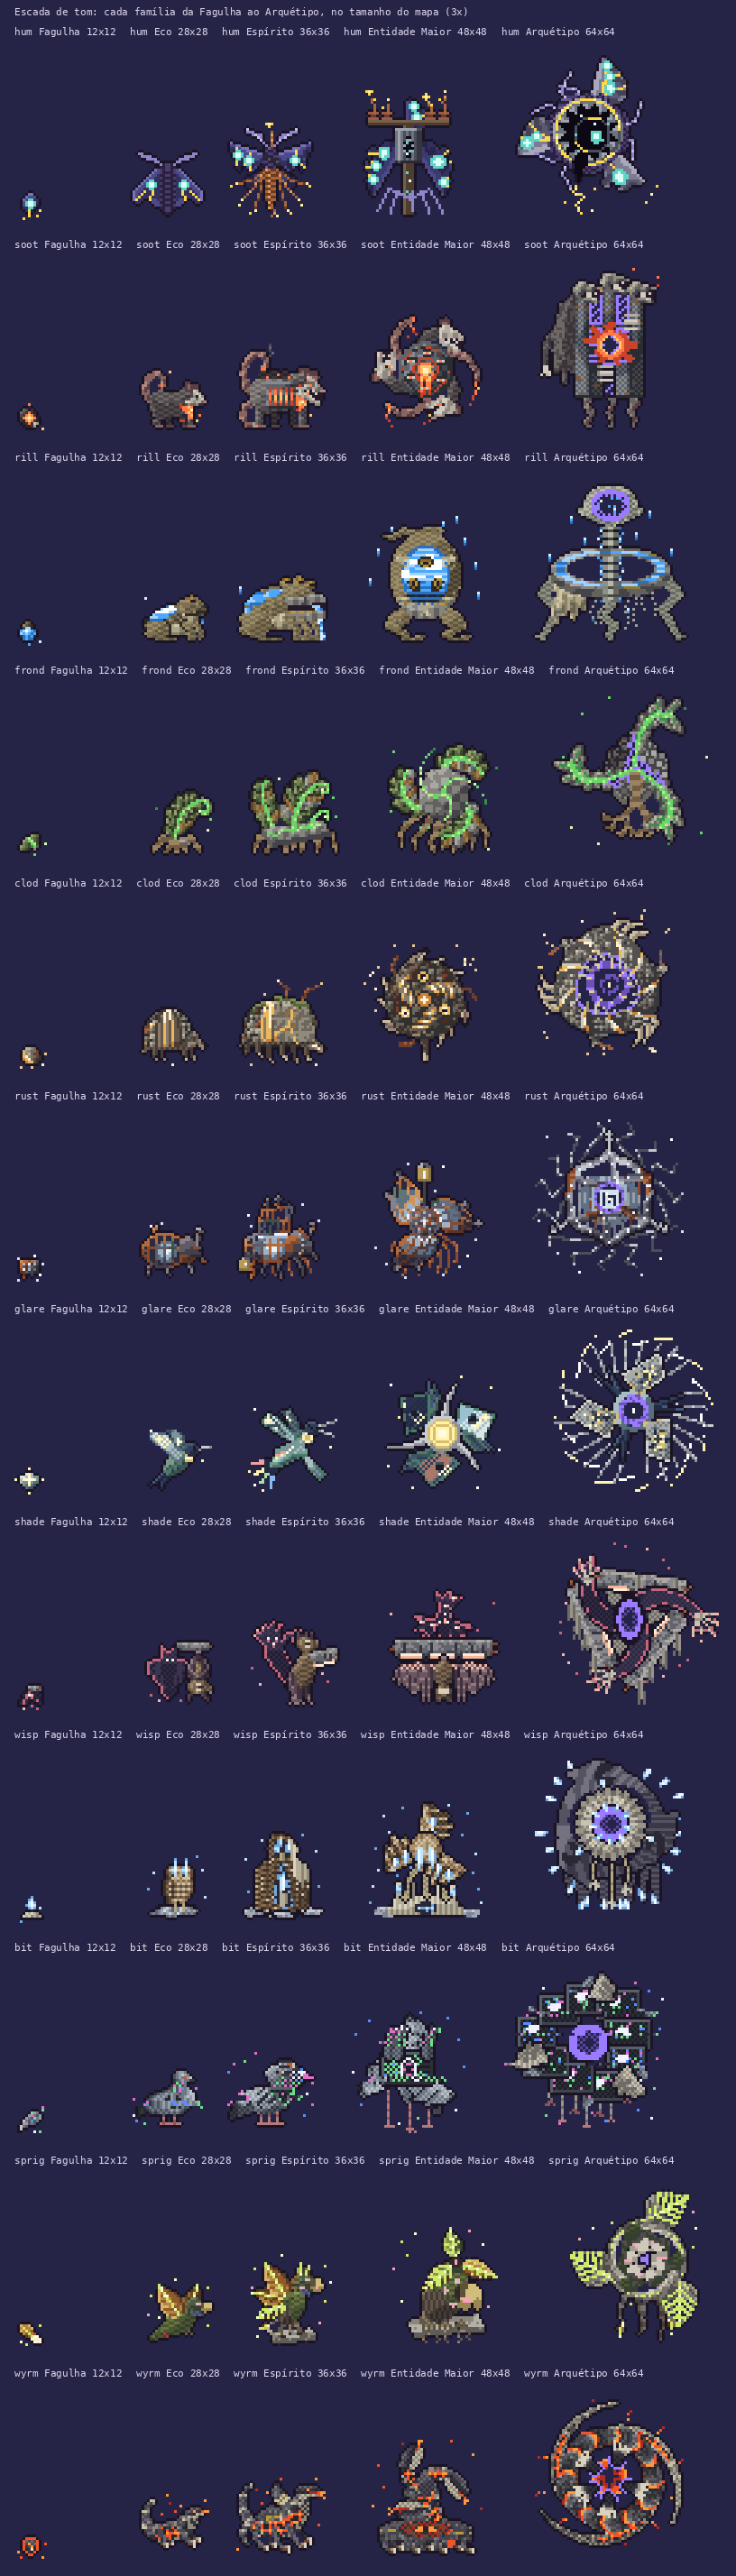 Escada de tom: cada família da Fagulha ao Arquétipo, no tamanho do mapa (3x)
hum Fagulha 12x12 hum Eco 28x28 hum Espírito 36x36 hum Entidade Maior 48x48 hum Arquétipo 64x64
soot Fagulha 12x12 soot Eco 28x28 soot Espírito 36x36 soot Entidade Maior 48x48 soot Arquétipo 64x64
rill Fagulha 12x12 rill Eco 28x28 rill Espírito 36x36 rill Entidade Maior 48x48 rill Arquétipo 64x64
frond Fagulha 12x12 frond Eco 28x28 frond Espírito 36x36 frond Entidade Maior 48x48 frond Arquétipo 64x64
clod Fagulha 12x12 clod Eco 28x28 clod Espírito 36x36 clod Entidade Maior 48x48 clod Arquétipo 64x64
rust Fagulha 12x12 rust Eco 28x28 rust Espírito 36x36 rust Entidade Maior 48x48 rust Arquétipo 64x64
glare Fagulha 12x12 glare Eco 28x28 glare Espírito 36x36 glare Entidade Maior 48x48 glare Arquétipo 64x64
shade Fagulha 12x12 shade Eco 28x28 shade Espírito 36x36 shade Entidade Maior 48x48 shade Arquétipo 64x64
wisp Fagulha 12x12 wisp Eco 28x28 wisp Espírito 36x36 wisp Entidade Maior 48x48 wisp Arquétipo 64x64
bit Fagulha 12x12 bit Eco 28x28 bit Espírito 36x36 bit Entidade Maior 48x48 bit Arquétipo 64x64
sprig Fagulha 12x12 sprig Eco 28x28 sprig Espírito 36x36 sprig Entidade Maior 48x48 sprig Arquétipo 64x64
wyrm Fagulha 12x12 wyrm Eco 28x28 wyrm Espírito 36x36 wyrm Entidade Maior 48x48 wyrm Arquétipo 64x64